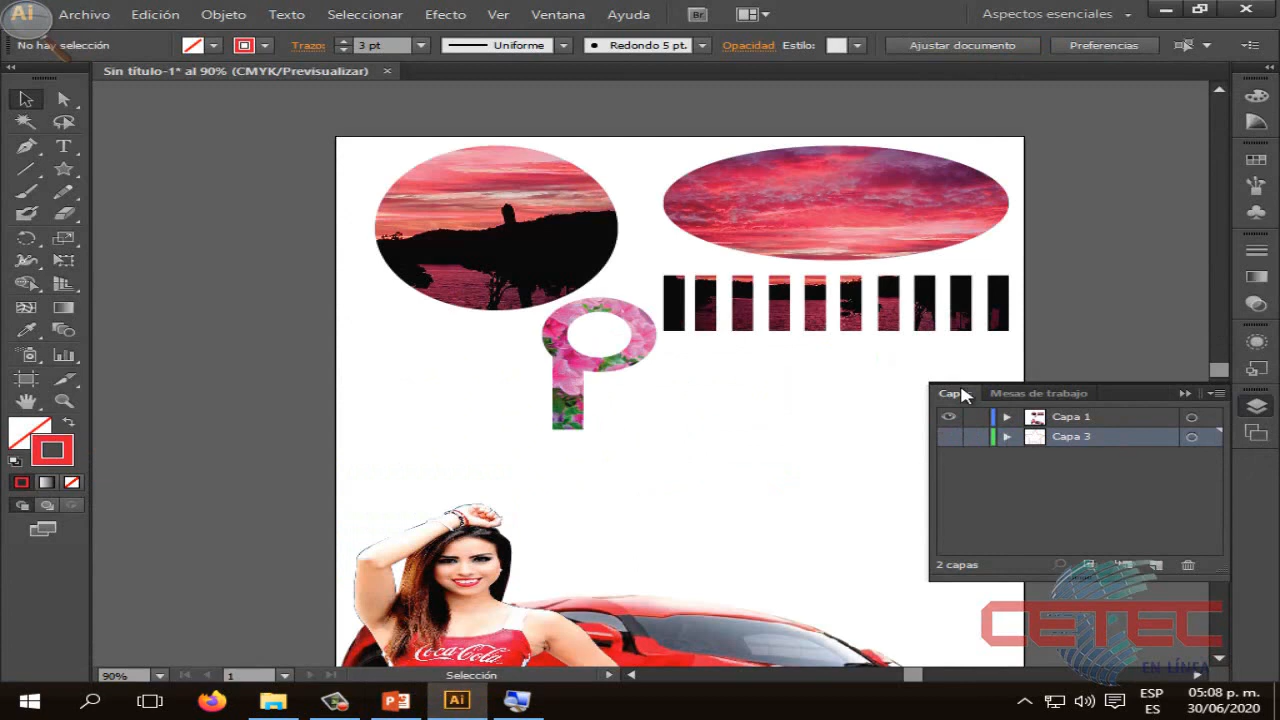 Ai Archivo Edición Objeto Texto Seleccionar Efecto Ver Ventana Ayuda Br Aspectos esenciales
No hay selección Trazo: 3 pt Uniforme Redondo 5 pt. Opacidad Estilo: Ajustar documento Preferencias
Sin título-1* al 90% (CMYK/Previsualizar)
Cap Mesas de trabajo
Capa 1
Capa 3
2 capas
CETEC
EN LÍNEA
Coca-Cola
90% 1 Selección
Ai ESP 05:08 p. m.
ES 30/06/2020